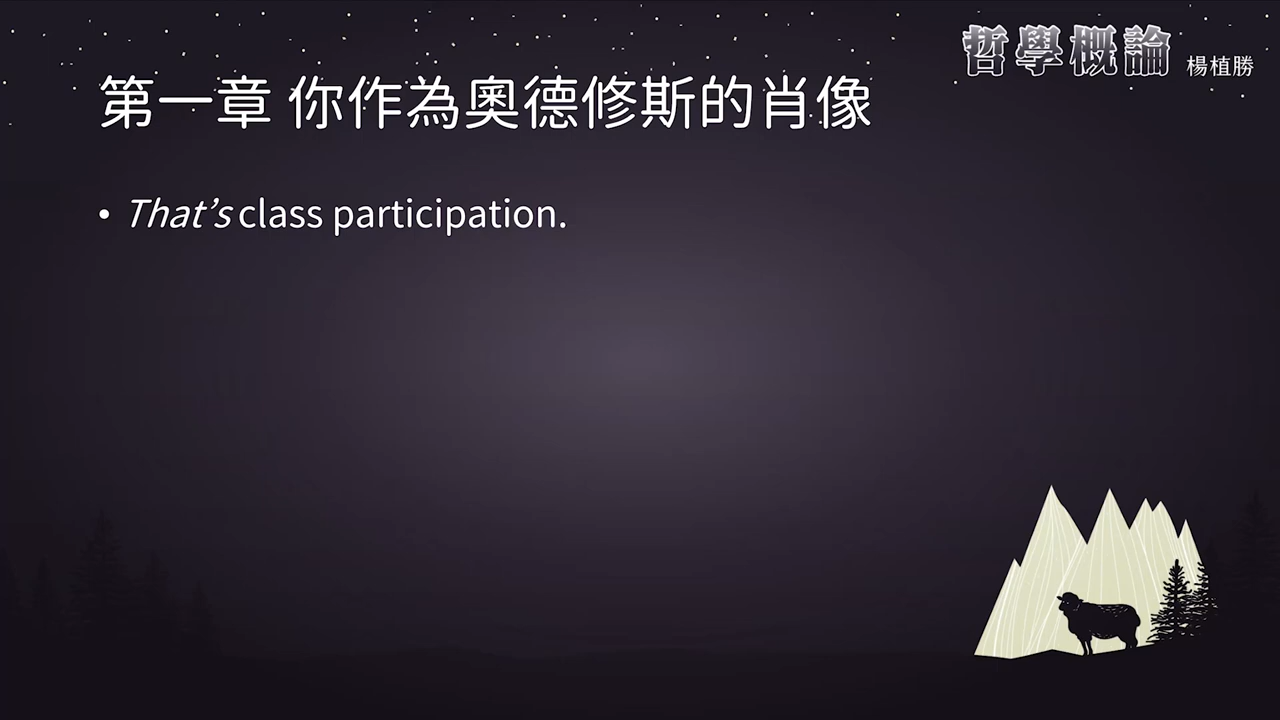 哲學概論 楊植勝
第一章 你作為奧德修斯的肖像
• That's class participation.